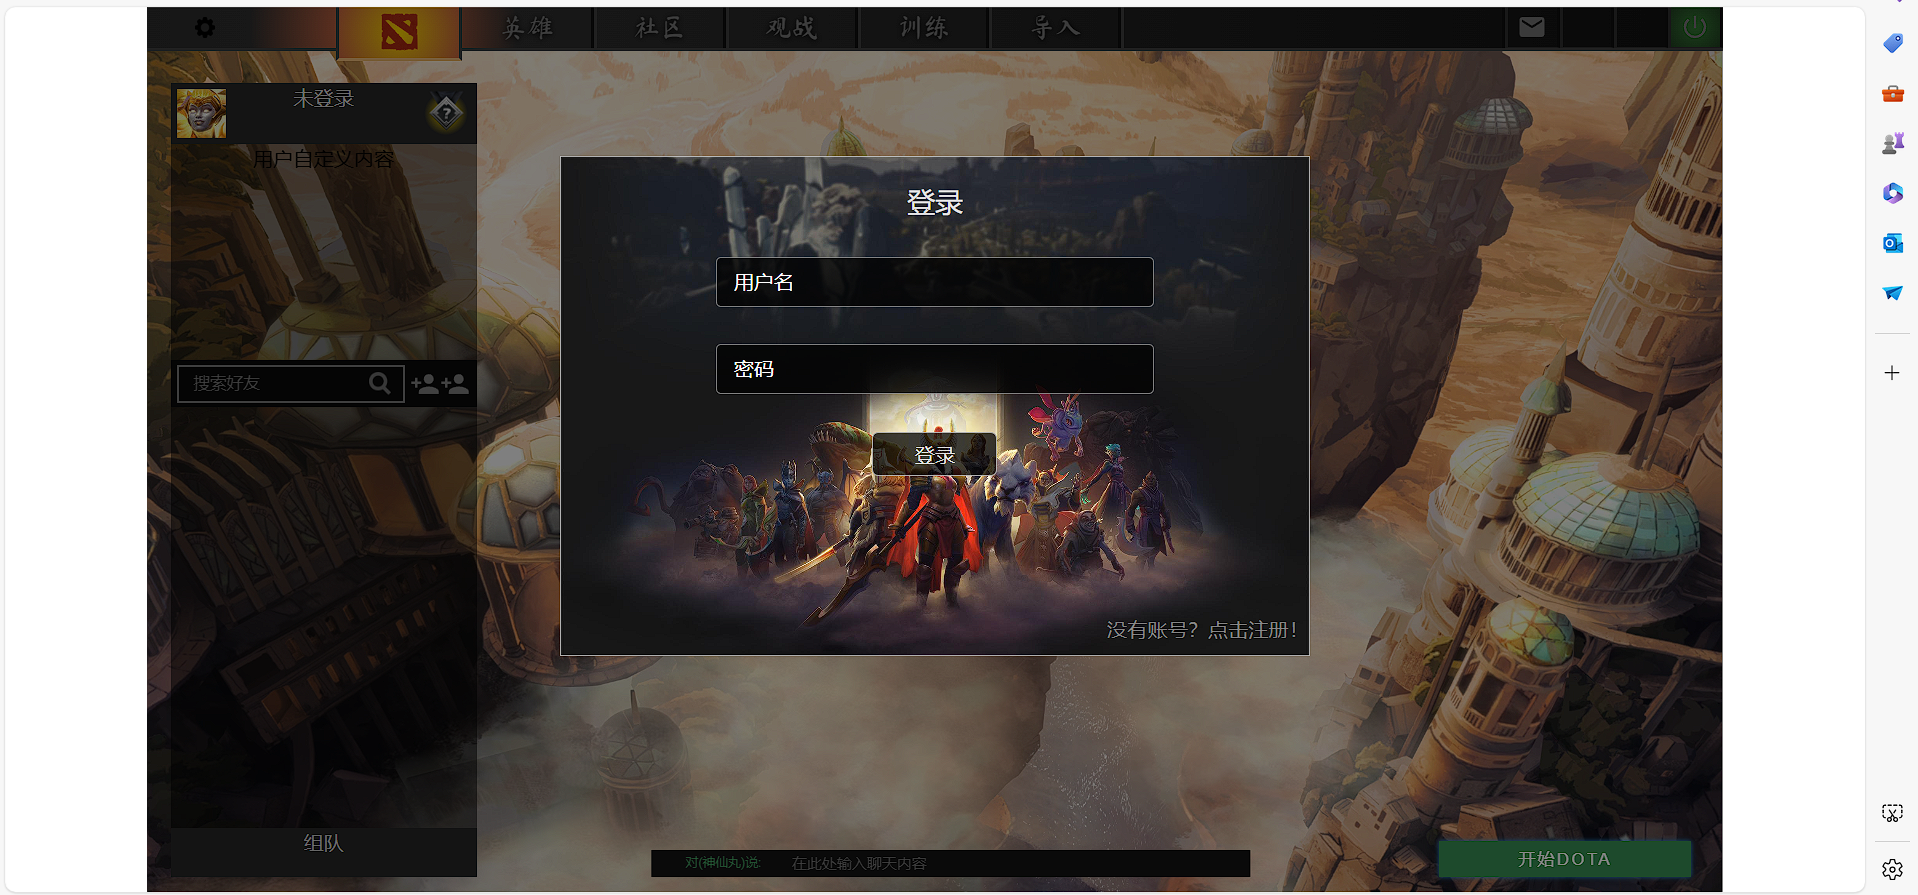 英雄
社区
观战
训练
导入
未登录
用户自定义内容
搜索好友
组队
登录
用户名
密码
登录
没有账号？点击注册！
对(神仙丸)说:
在此处输入聊天内容
开始DOTA